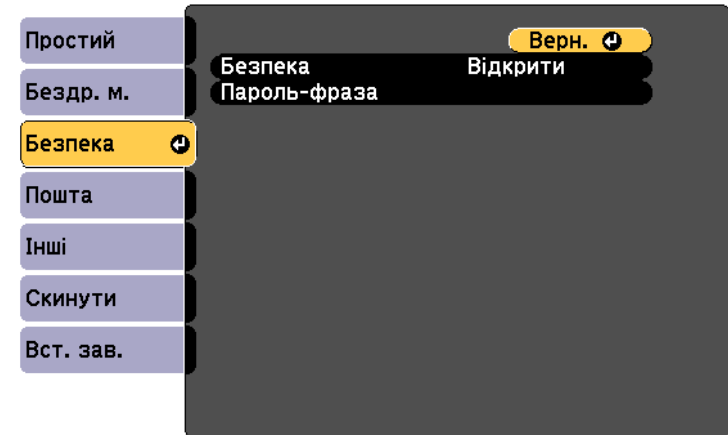 Простий
Бездр. м.
Безпека
Пошта
Інші
Скинути
Вст. зав.
Верн.
Безпека Відкрити
Пароль-фраза